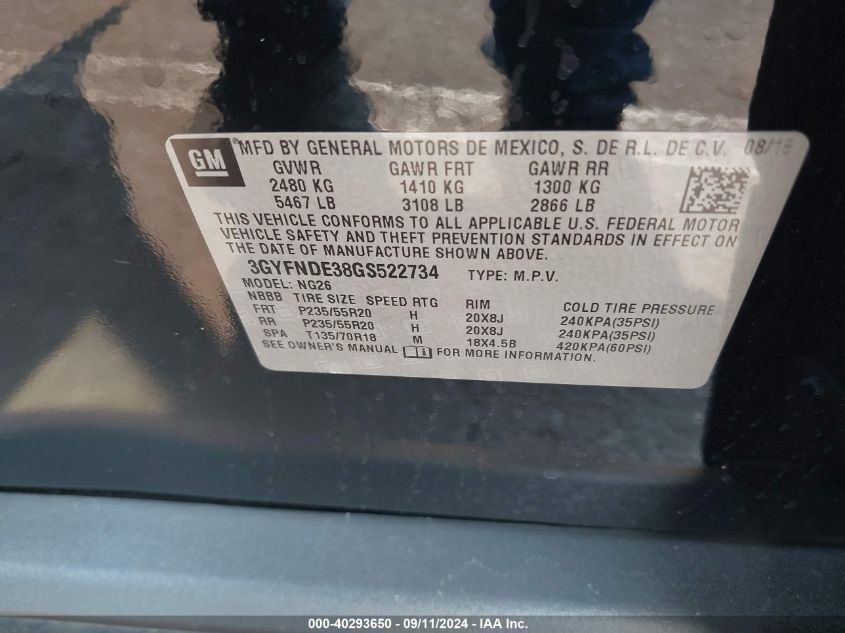 GM
®MFD BY GENERAL MOTORS DE MEXICO, S. DE R.L. DE C.V. 08/15
GVWR GAWR FRT GAWR RR
2480 KG 1410 KG 1300 KG
5467 LB 3108 LB 2866 LB
THIS VEHICLE CONFORMS TO ALL APPLICABLE U.S. FEDERAL MOTOR
VEHICLE SAFETY AND THEFT PREVENTION STANDARDS IN EFFECT ON
THE DATE OF MANUFACTURE SHOWN ABOVE.
3GYFNDE38GS522734 TYPE: M.P.V.
MODEL: NG26
NBBB TIRE SIZE SPEED RTG RIM COLD TIRE PRESSURE
FRT P235/55R20 H 20X8J 240KPA(35PSI)
RR P235/55R20 H 20X8J 240KPA(35PSI)
SPA T135/70R18 M 18X4.5B 420KPA(60PSI)
SEE OWNER'S MANUAL FOR MORE INFORMATION.
000-40293650 - 09/11/2024 - IAA Inc.